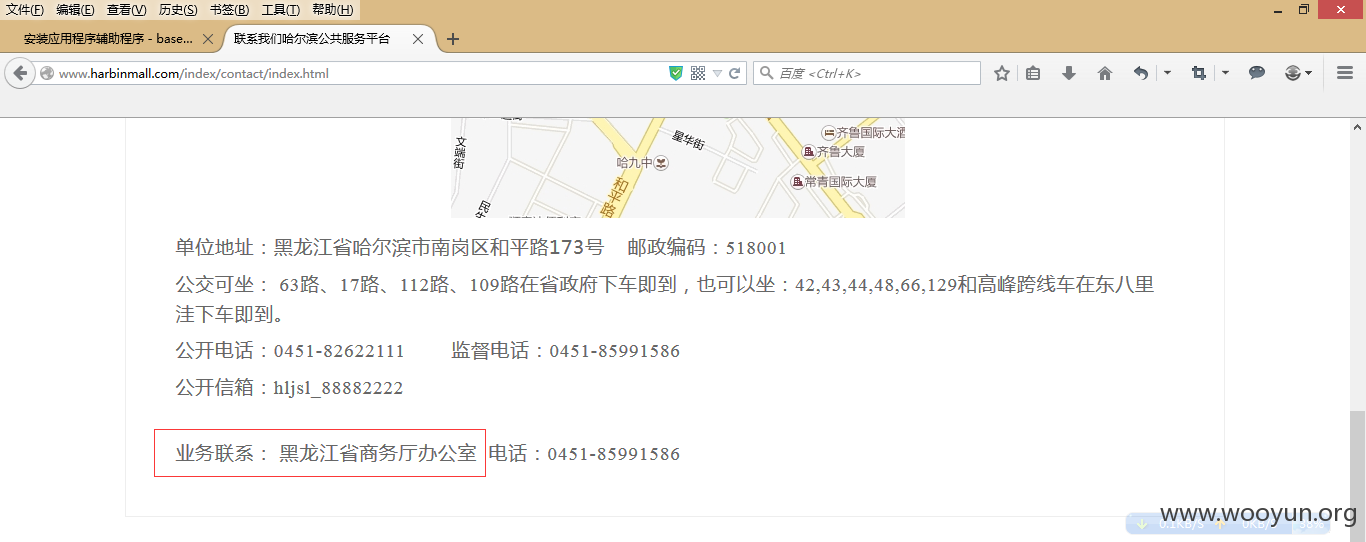 文件(F) 编辑(E) 查看(V) 历史(S) 书签(B) 工具(T) 帮助(H)
安装应用程序辅助程序 - base... 联系我们哈尔滨公共服务平台
www.harbinmall.com/index/contact/index.html 百度 <Ctrl+K>
星华街
齐鲁国际大酒
文端街
齐鲁大厦
哈九中
常青国际大厦
和平路
单位地址：黑龙江省哈尔滨市南岗区和平路173号 邮政编码：518001
公交可坐： 63路、17路、112路、109路在省政府下车即到，也可以坐：42,43,44,48,66,129和高峰跨线车在东八里
洼下车即到。
公开电话：0451-82622111 监督电话：0451-85991586
公开信箱：hljsl_88882222
业务联系： 黑龙江省商务厅办公室 电话：0451-85991586
www.wooyun.org